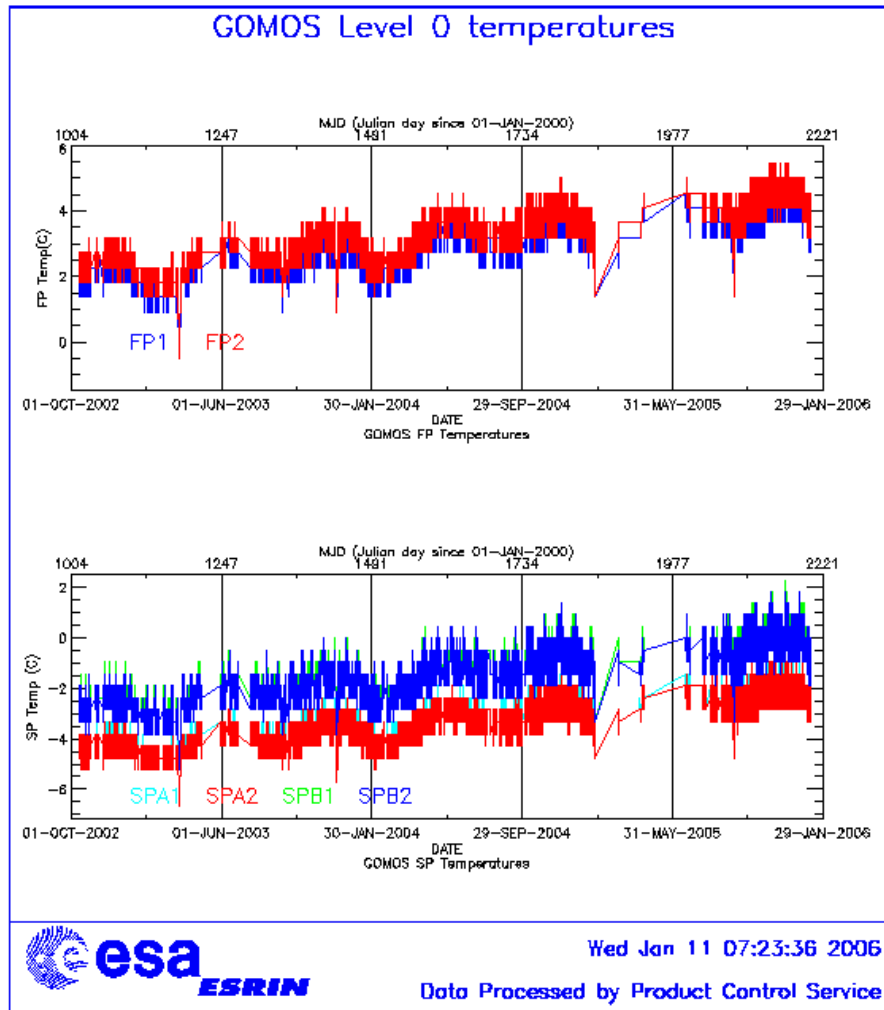 GOMOS Level 0 temperatures
MJD (Julian day since 01-JAN-2000)
1004 1247 1491 1734 1977 2221
6
4
2
0
FP Temp(C)
FP1 FP2
01-OCT-2002 01-JUN-2003 30-JAN-2004 29-SEP-2004 31-MAY-2005 29-JAN-2006
DATE
GOMOS FP Temperatures
MJD (Julian day since 01-JAN-2000)
1004 1247 1491 1734 1977 2221
2
0
-2
-4
-6
SP Temp (C)
SPA1 SPA2 SPB1 SPB2
01-OCT-2002 01-JUN-2003 30-JAN-2004 29-SEP-2004 31-MAY-2005 29-JAN-2006
DATE
GOMOS SP Temperatures
esa
ESRIN
Wed Jan 11 07:23:36 2006
Data Processed by Product Control Service